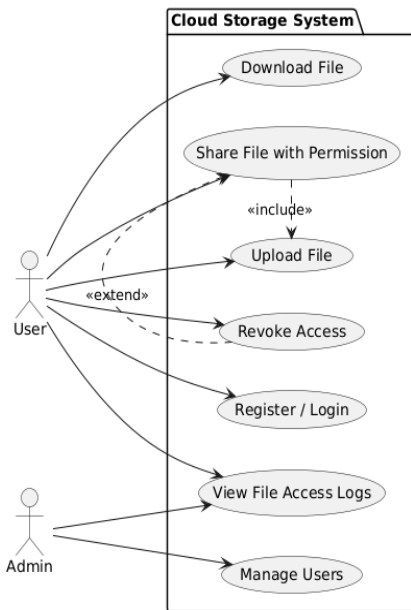 Cloud Storage System
Download File
Share File with Permission
«include»
Upload File
«extend»
User
Revoke Access
Register / Login
View File Access Logs
Admin
Manage Users